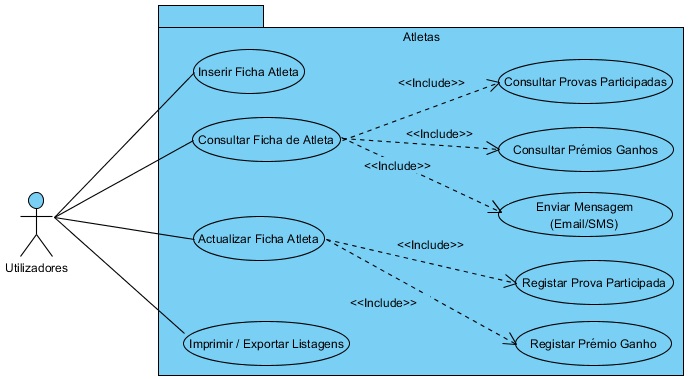 Atletas
Inserir Ficha Atleta
<<Include>>
Consultar Provas Participadas
Consultar Ficha de Atleta
<<Include>>
Consultar Prémios Ganhos
<<Include>>
Enviar Mensagem
(Email/SMS)
Utilizadores
Actualizar Ficha Atleta
<<Include>>
Registar Prova Participada
<<Include>>
Imprimir / Exportar Listagens
Registar Prémio Ganho